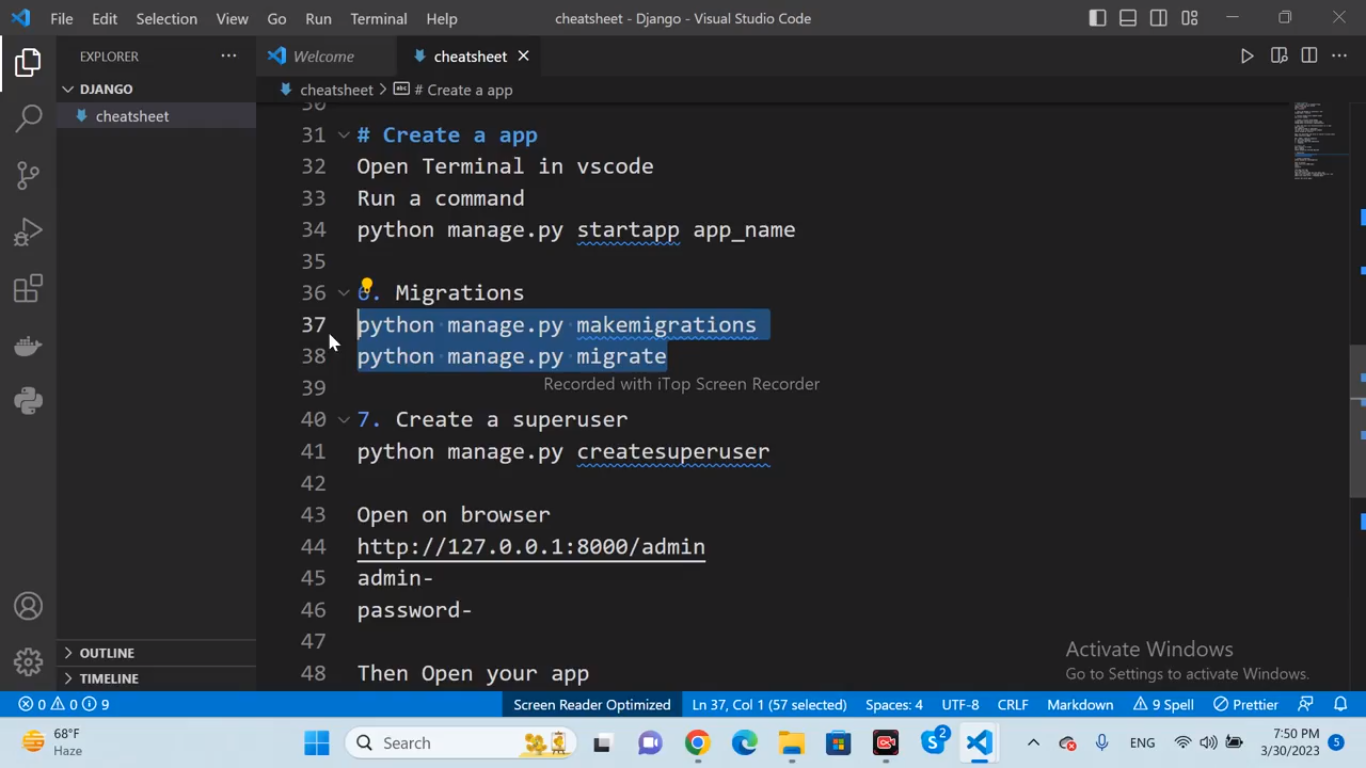 File Edit Selection View Go Run Terminal Help cheatsheet - Django - Visual Studio Code
EXPLORER
Welcome
cheatsheet
DJANGO
cheatsheet
cheatsheet > # Create a app
30
31 # Create a app
32 Open Terminal in vscode
33 Run a command
34 python manage.py startapp app_name
35
36 6. Migrations
37 python manage.py makemigrations
38 python manage.py migrate
39
Recorded with iTop Screen Recorder
40 7. Create a superuser
41 python manage.py createsuperuser
42
43 Open on browser
44 http://127.0.0.1:8000/admin
45 admin-
46 password-
47
48 Then Open your app
OUTLINE
TIMELINE
Activate Windows
Go to Settings to activate Windows.
0 0 9 Screen Reader Optimized Ln 37, Col 1 (57 selected) Spaces: 4 UTF-8 CRLF Markdown 9 Spell Prettier
68°F
Haze
Search
2
ENG
7:50 PM
3/30/2023
5